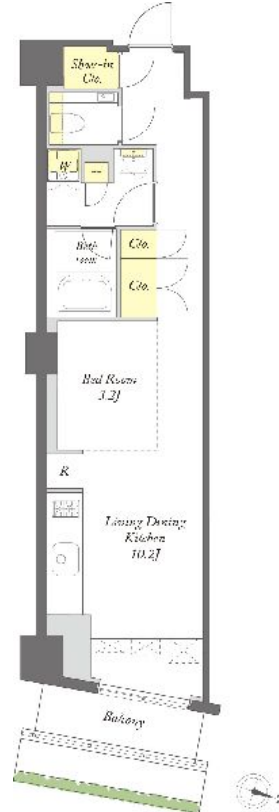 Shoe-in
Clo.
W
Bath
room
Clo.
Clo.
Bed Room
3.2J
R
Living Dining
Kitchen
10.2J
Balcony